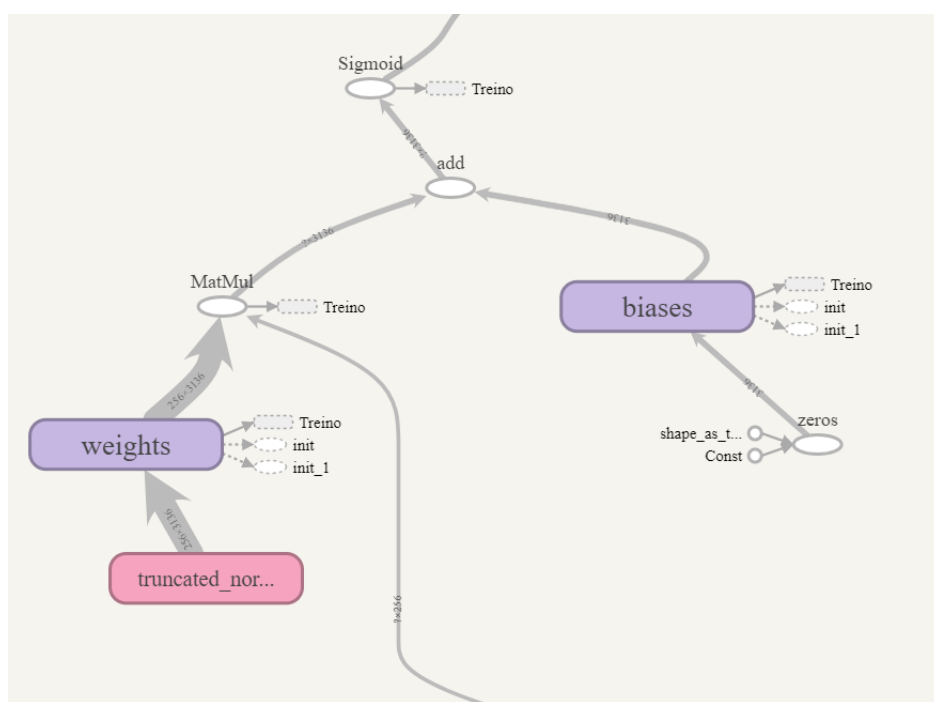 Sigmoid
Treino
?×3136
add
?×3136
3136
MatMul
Treino
biases
Treino
init
init_1
256×3136
3136
weights
Treino
init
init_1
zeros
shape_as_t...
Const
256×3136
truncated_nor...
?×256